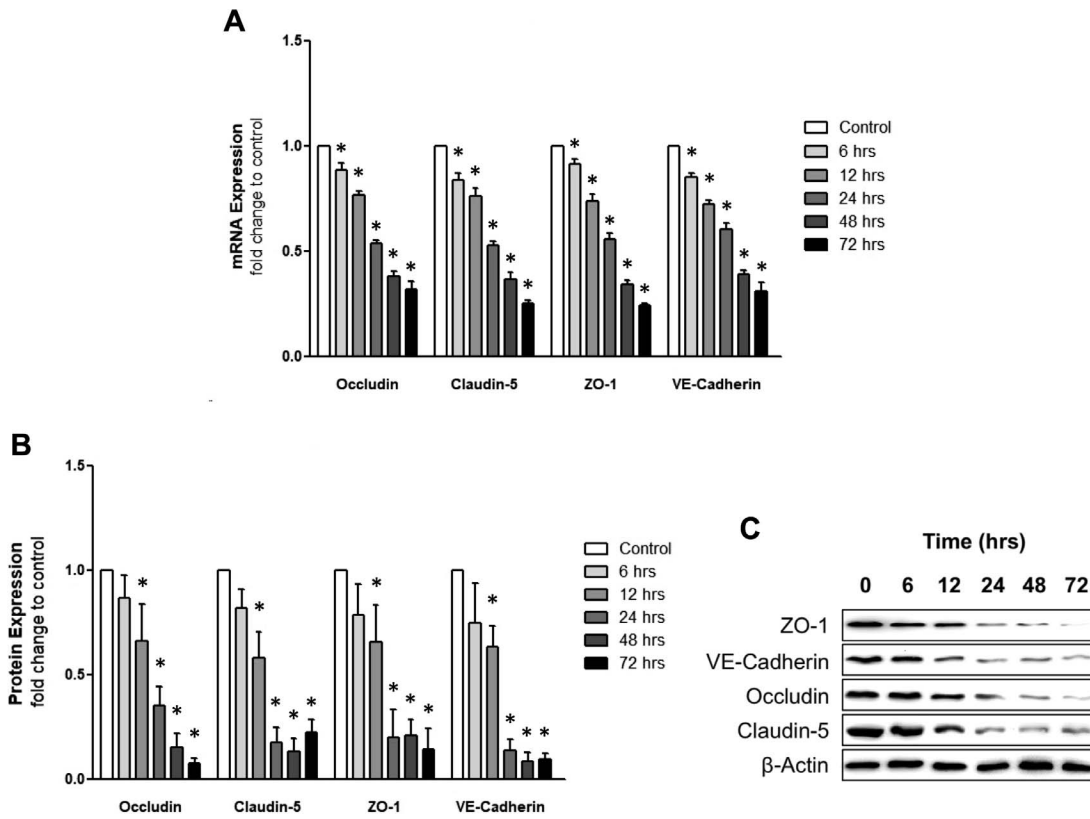 A
1.5
1.0
0.5
0.0
mRNA Expression
fold change to control
* * * * * * * * * * * * * * * * * * * *
Occludin Claudin-5 ZO-1 VE-Cadherin
Control
6 hrs
12 hrs
24 hrs
48 hrs
72 hrs
B
1.5
1.0
0.5
0.0
Protein Expression
fold change to control
* * * * * * * * * * * * * * * *
Occludin Claudin-5 ZO-1 VE-Cadherin
Control
6 hrs
12 hrs
24 hrs
48 hrs
72 hrs
C
Time (hrs)
0 6 12 24 48 72
ZO-1
VE-Cadherin
Occludin
Claudin-5
β-Actin